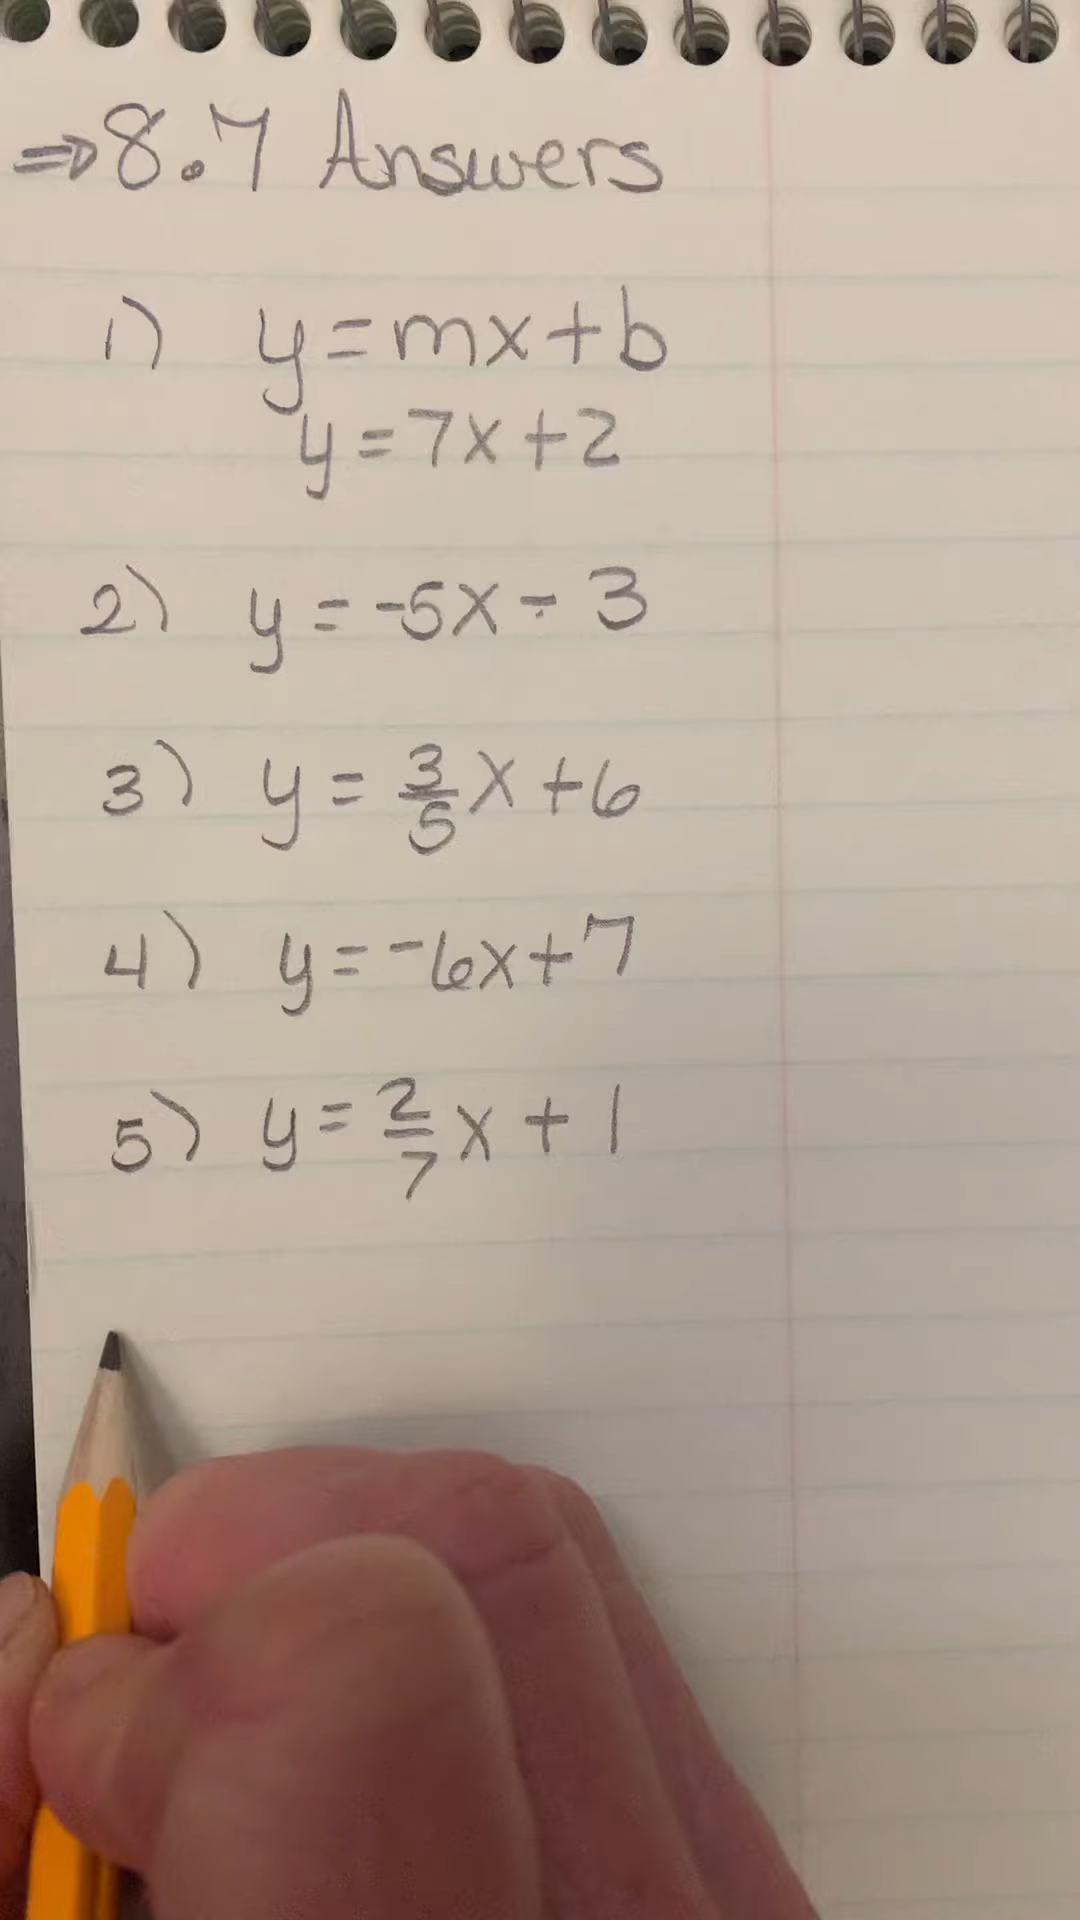 ⇒8.7 Answers
1) y=mx+b
y=7x+2
2) y=-5x-3
3) y=3/5x+6
4) y=-6x+7
5) y=2/7x+1